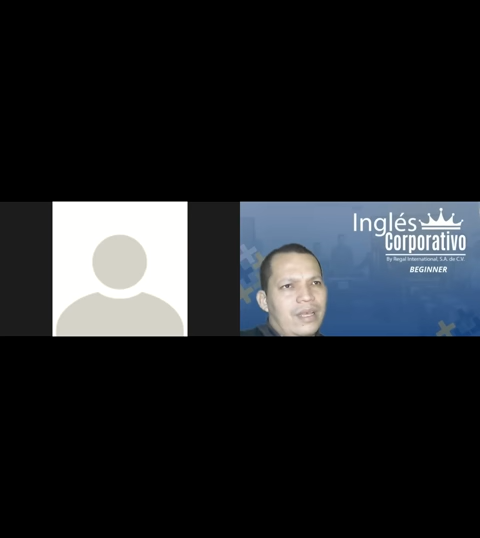 Inglés
Corporativo
By Regal International, S.A. de C.V.
BEGINNER